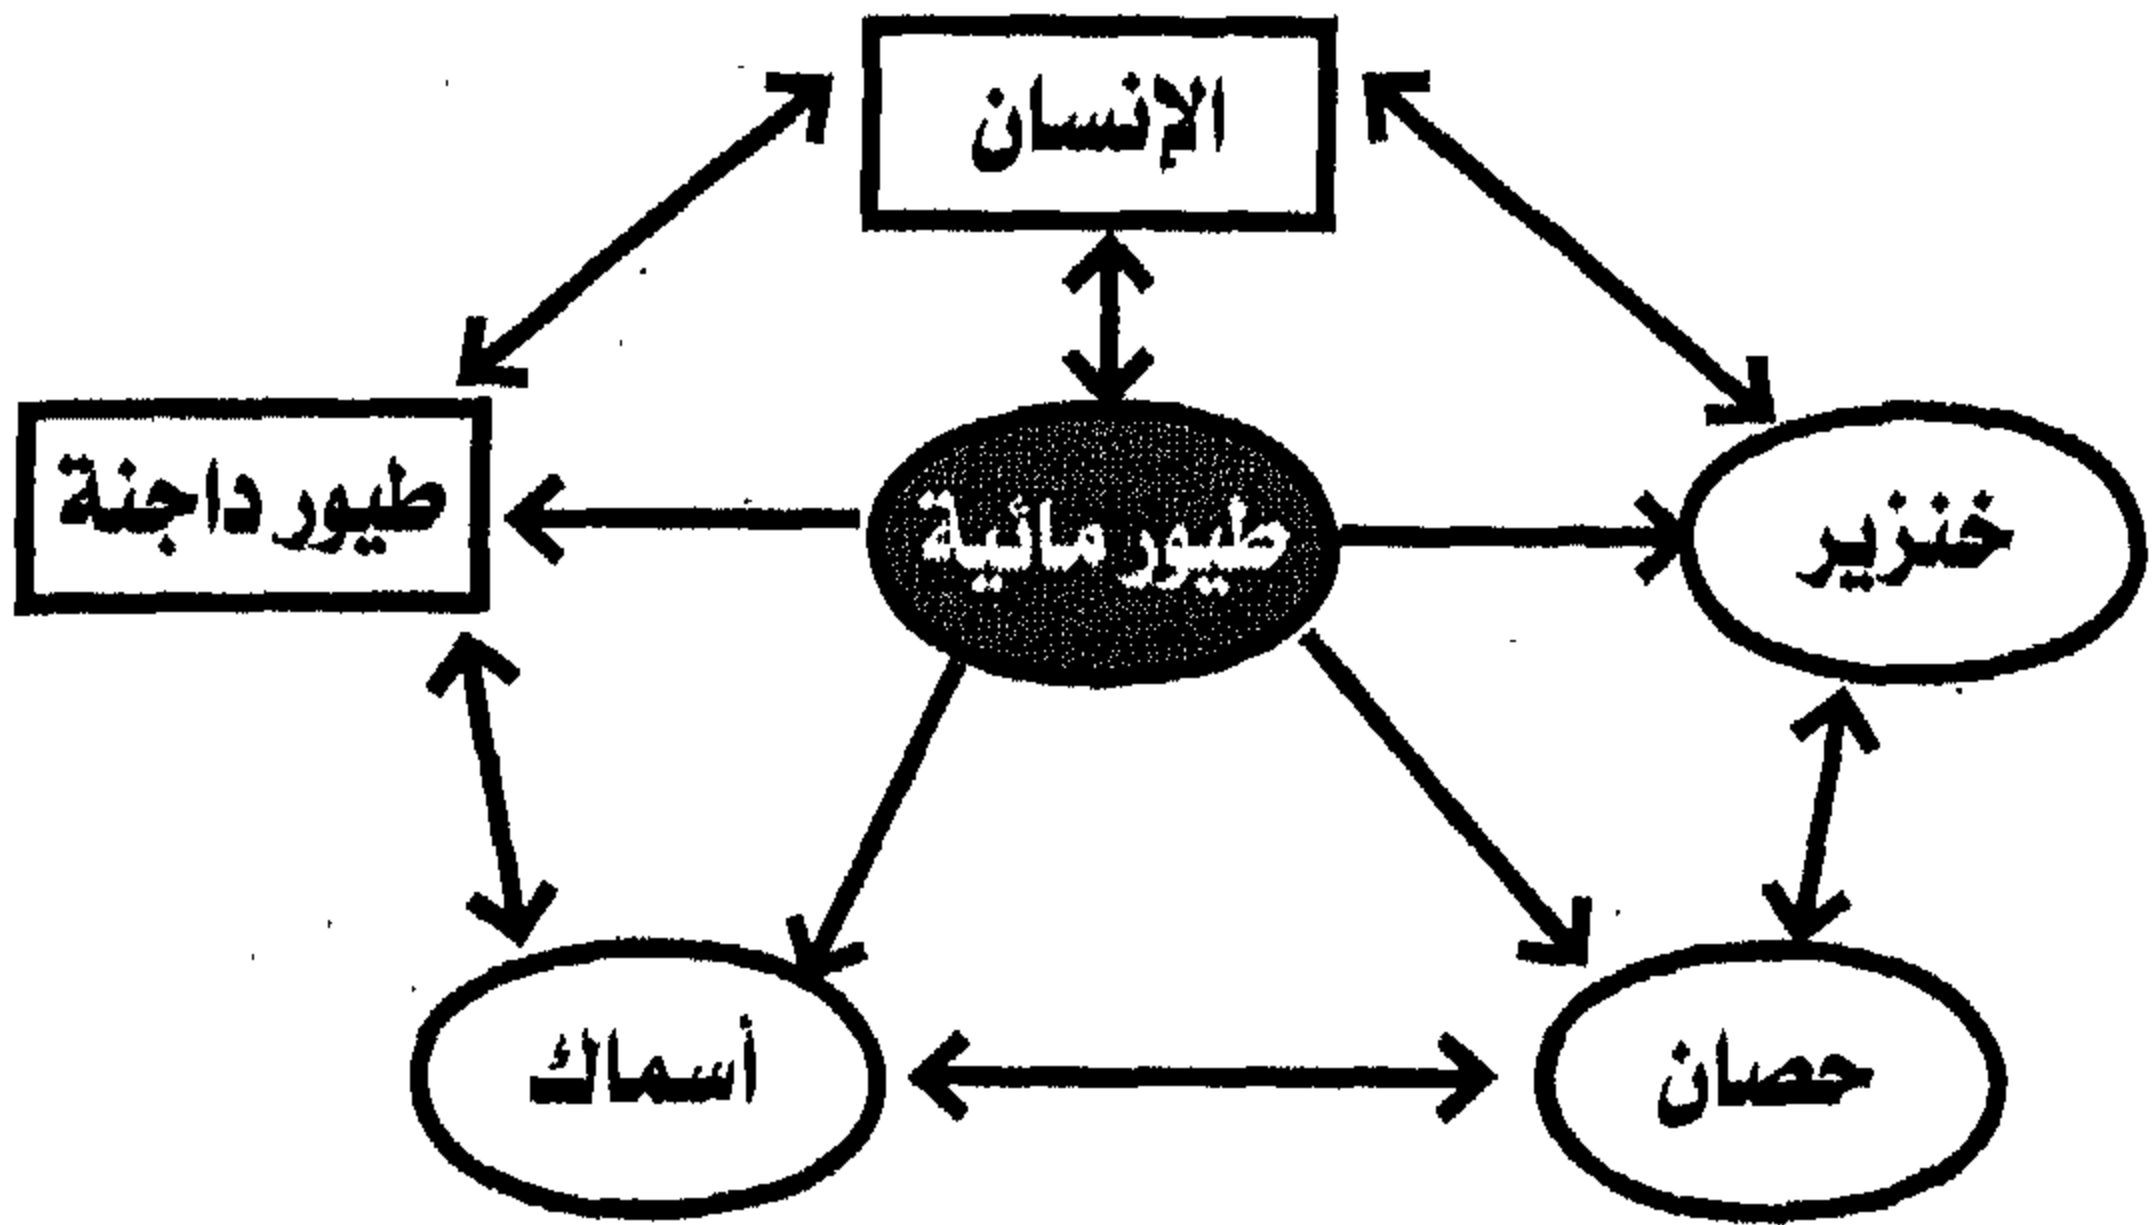 الإنسان
طيور داجنة
طيور مائية
خنزير
أسماك
حصان